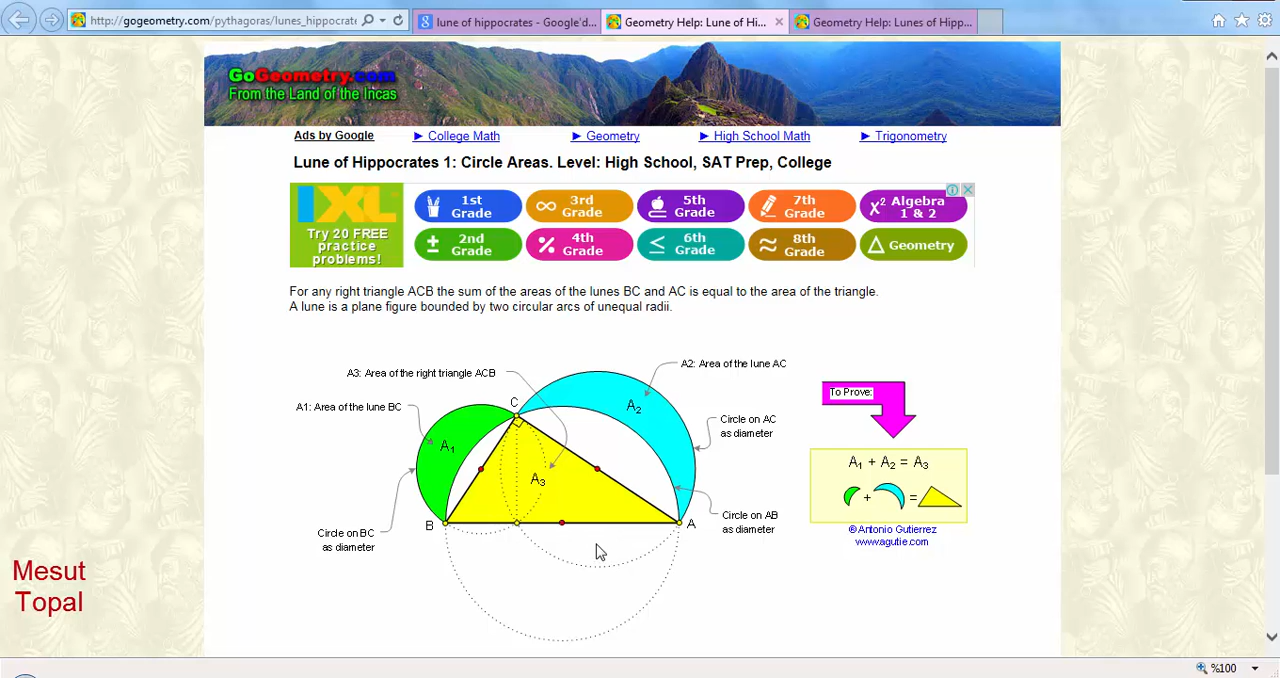 http://gogeometry.com/pythagoras/lunes_hippocrate
lune of hippocrates - Google'd...
Geometry Help: Lune of Hi...
Geometry Help: Lunes of Hipp...
GoGeometry.com
From the Land of the Incas
Ads by Google
► College Math
► Geometry
► High School Math
► Trigonometry
Lune of Hippocrates 1: Circle Areas. Level: High School, SAT Prep, College
IXL
Try 20 FREE
practice
problems!
1st
Grade
3rd
Grade
5th
Grade
7th
Grade
x² Algebra
1 & 2
2nd
Grade
4th
Grade
6th
Grade
8th
Grade
Geometry
For any right triangle ACB the sum of the areas of the lunes BC and AC is equal to the area of the triangle.
A lune is a plane figure bounded by two circular arcs of unequal radii.
A3: Area of the right triangle ACB
A2: Area of the lune AC
A1: Area of the lune BC
C
A₂
A₁
A₃
Circle on AC
as diameter
B
A
Circle on BC
as diameter
Circle on AB
as diameter
To Prove:
A₁ + A₂ = A₃
+ =
©Antonio Gutierrez
www.agutie.com
Mesut
Topal
%100